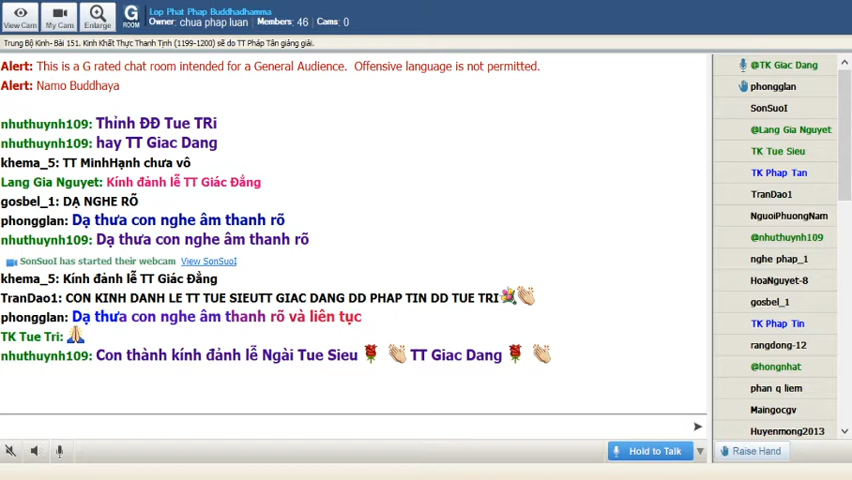 View Cam
My Cam
Enlarge
G
ROOM
Lop Phat Phap Buddhadhamma
Owner: chua phap luan Members: 46 Cams: 0
Trung Bộ Kinh- Bài 151. Kinh Khất Thực Thanh Tịnh (1199-1200) sẽ do TT Pháp Tân giảng giải.
Alert: This is a G rated chat room intended for a General Audience. Offensive language is not permitted.
Alert: Namo Buddhaya
nhuthuynh109: Thỉnh ĐĐ Tue TRi
nhuthuynh109: hay TT Giac Dang
khema_5: TT MinhHạnh chưa vô
Lang Gia Nguyet: Kính đảnh lễ TT Giác Đẳng
gosbel_1: DẠ NGHE RÕ
phongglan: Dạ thưa con nghe âm thanh rõ
nhuthuynh109: Dạ thưa con nghe âm thanh rõ
SonSuoI has started their webcam View SonSuoI
khema_5: Kính đảnh lễ TT Giác Đẳng
TranDao1: CON KINH DANH LE TT TUE SIEUTT GIAC DANG DD PHAP TIN DD TUE TRI
phongglan: Dạ thưa con nghe âm thanh rõ và liên tục
TK Tue Tri:
nhuthuynh109: Con thành kính đảnh lễ Ngài Tue Sieu TT Giac Dang
Hold to Talk
@TK Giac Dang
phongglan
SonSuoI
@Lang Gia Nguyet
TK Tue Sieu
TK Phap Tan
TranDao1
NguoiPhuongNam
@nhuthuynh109
nghe phap_1
HoaNguyet-8
gosbel_1
TK Phap Tin
rangdong-12
@hongnhat
phan q liem
Maingocgv
Huyenmong2013
Raise Hand